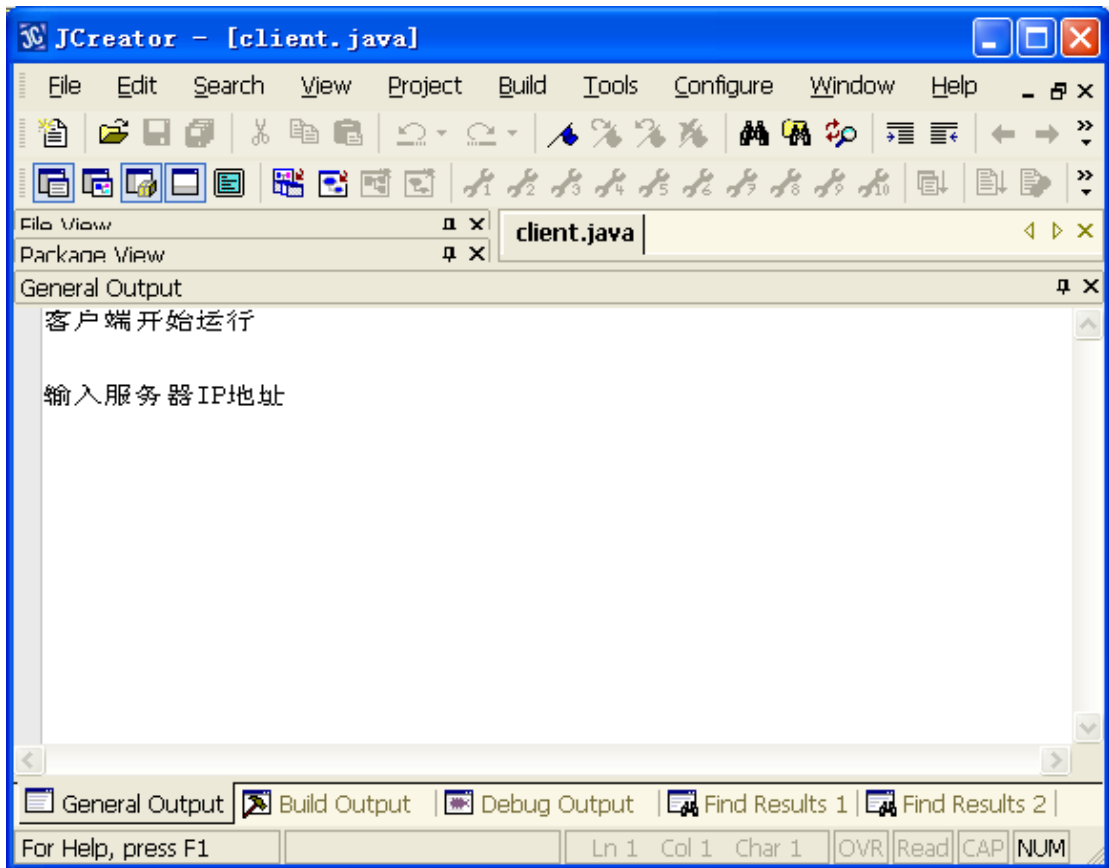 JCreator - [client.java]
File Edit Search View Project Build Tools Configure Window Help
File View
client.java
Package View
General Output
客户端开始运行
输入服务器IP地址
General Output Build Output Debug Output Find Results 1 Find Results 2
For Help, press F1 Ln 1 Col 1 Char 1 OVR Read CAP NUM